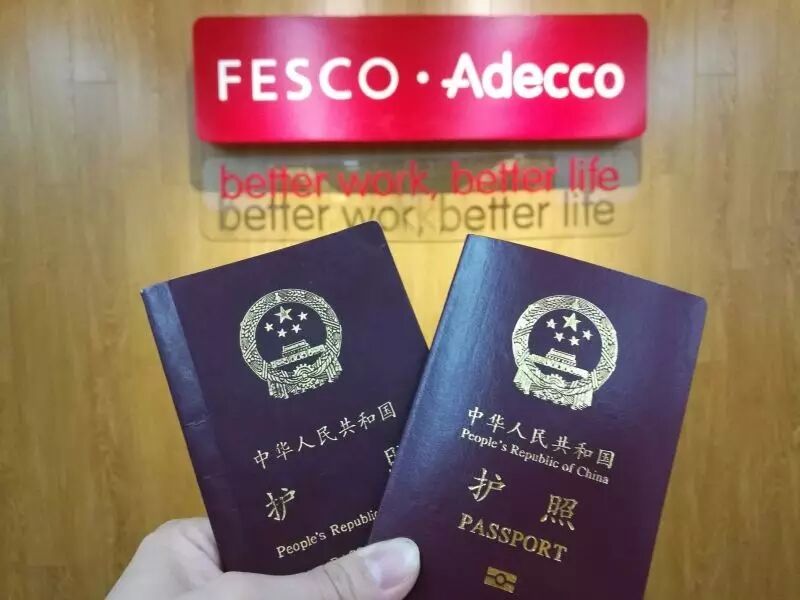 FESCO · Adecco
better work, better life
中华人民共和国
护
People's Republic
中华人民共和国
People's Republic of China
护照
PASSPORT